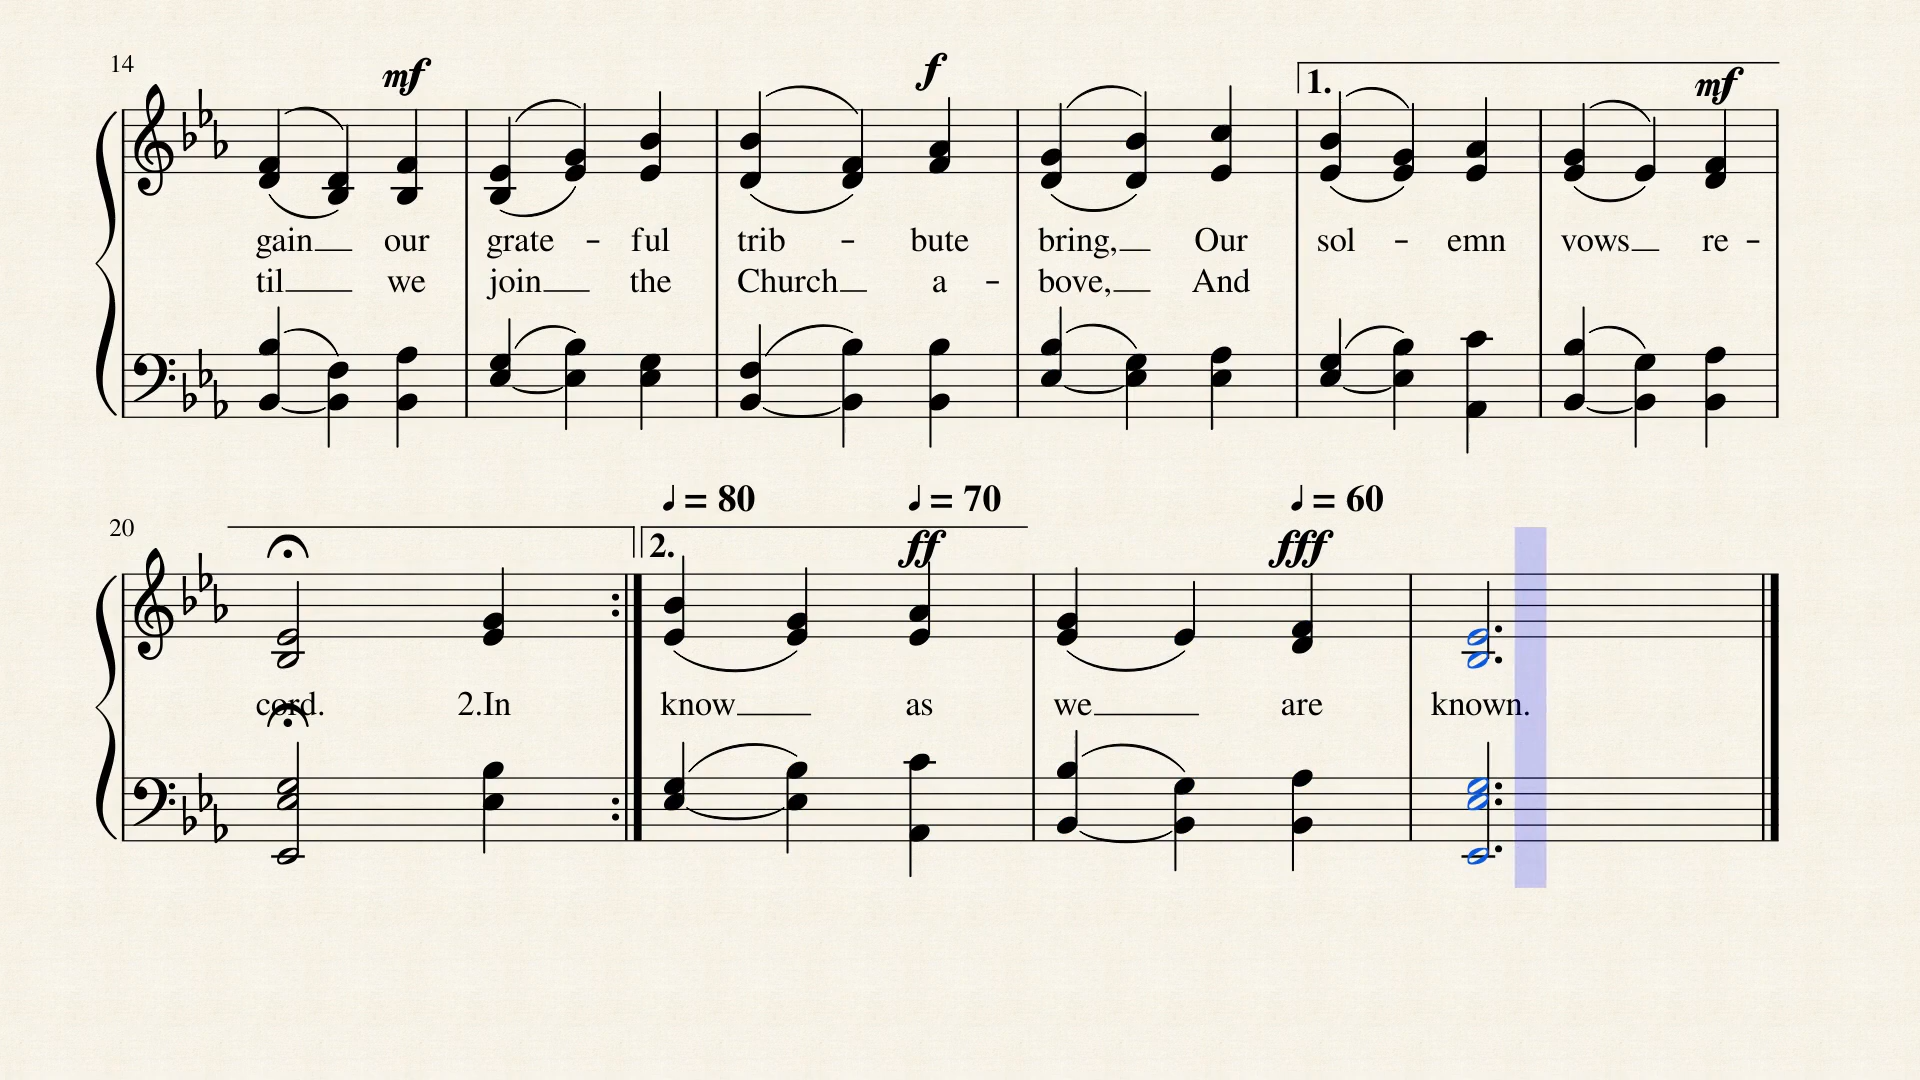 14 mf f 1. mf
gain our grate - ful trib - bute bring, Our sol - emn vows re -
til we join the Church a - bove, And
♩ = 80 ♩ = 70 ♩ = 60
20 2. ff fff
cord. 2.In know as we are known.